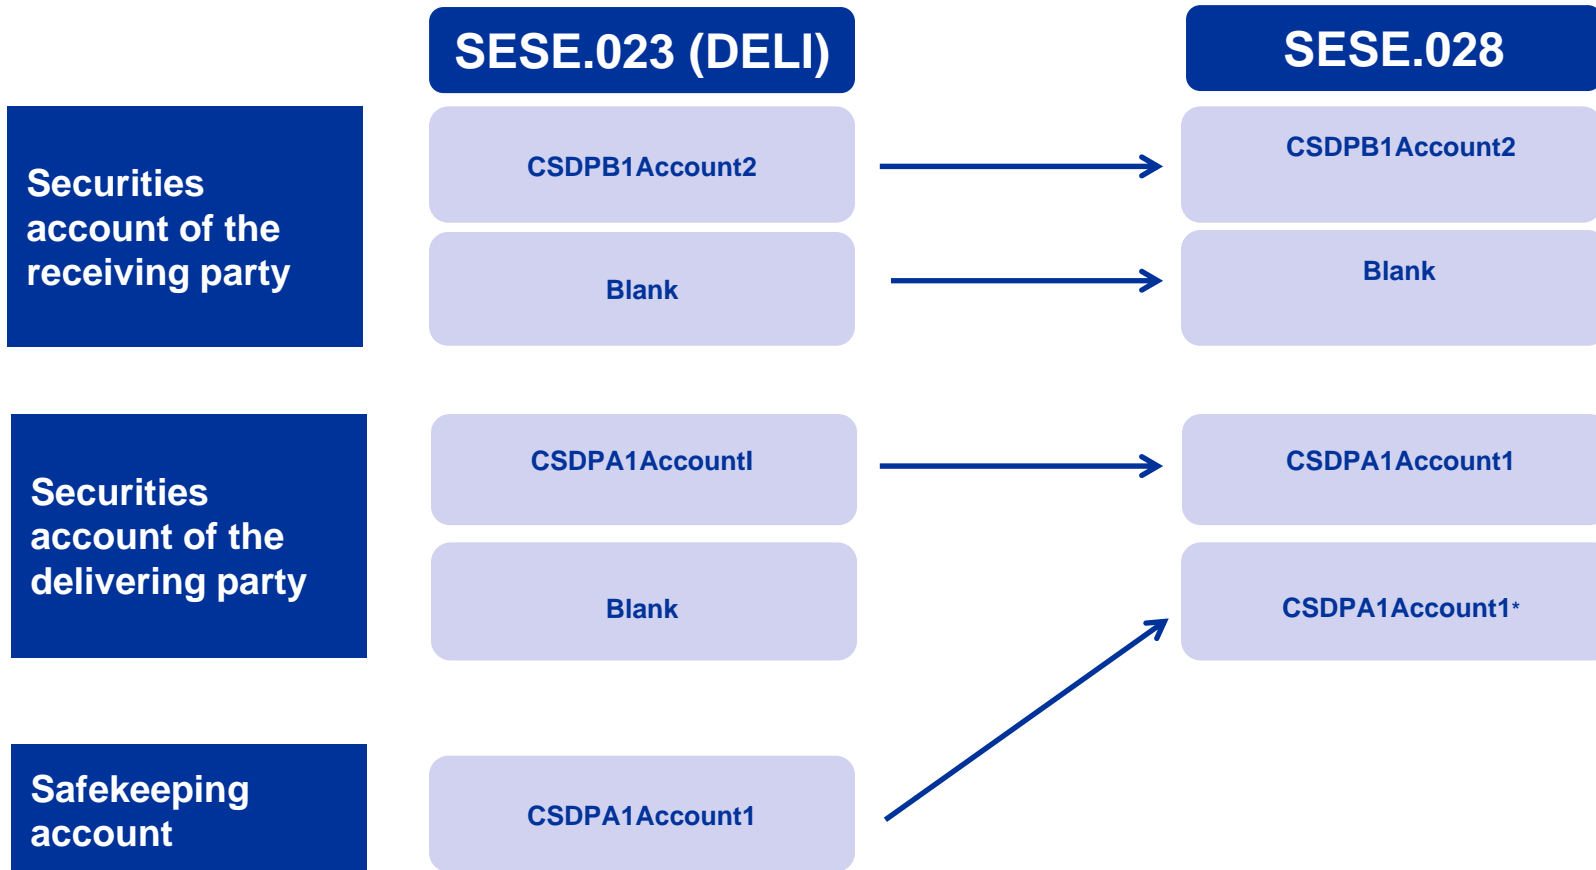 SESE.023 (DELI)
SESE.028
Securities
account of the
receiving party
CSDPB1Account2
CSDPB1Account2
Blank
Blank
Securities
account of the
delivering party
CSDPA1AccountI
CSDPA1Account1
Blank
CSDPA1Account1*
Safekeeping
account
CSDPA1Account1